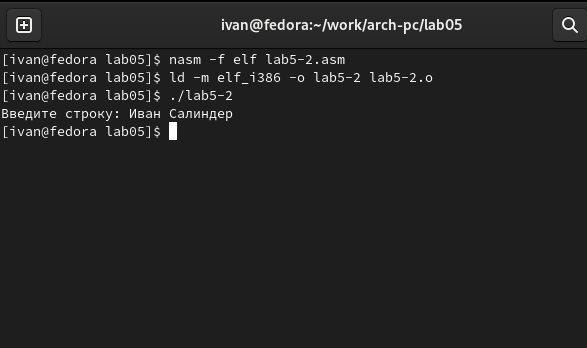 ivan@fedora:~/work/arch-pc/lab05
[ivan@fedora lab05]$ nasm -f elf lab5-2.asm
[ivan@fedora lab05]$ ld -m elf_i386 -o lab5-2 lab5-2.o
[ivan@fedora lab05]$ ./lab5-2
Введите строку: Иван Салиндер
[ivan@fedora lab05]$